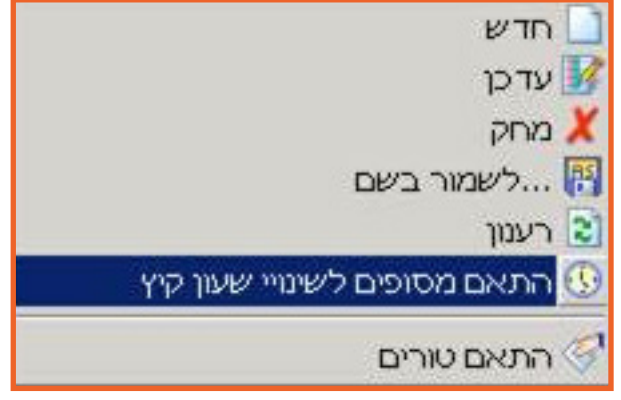 חדש
עדכן
מחק
לשמור בשם...
רענון
התאם מסופים לשינויי שעון קיץ
התאם טורים